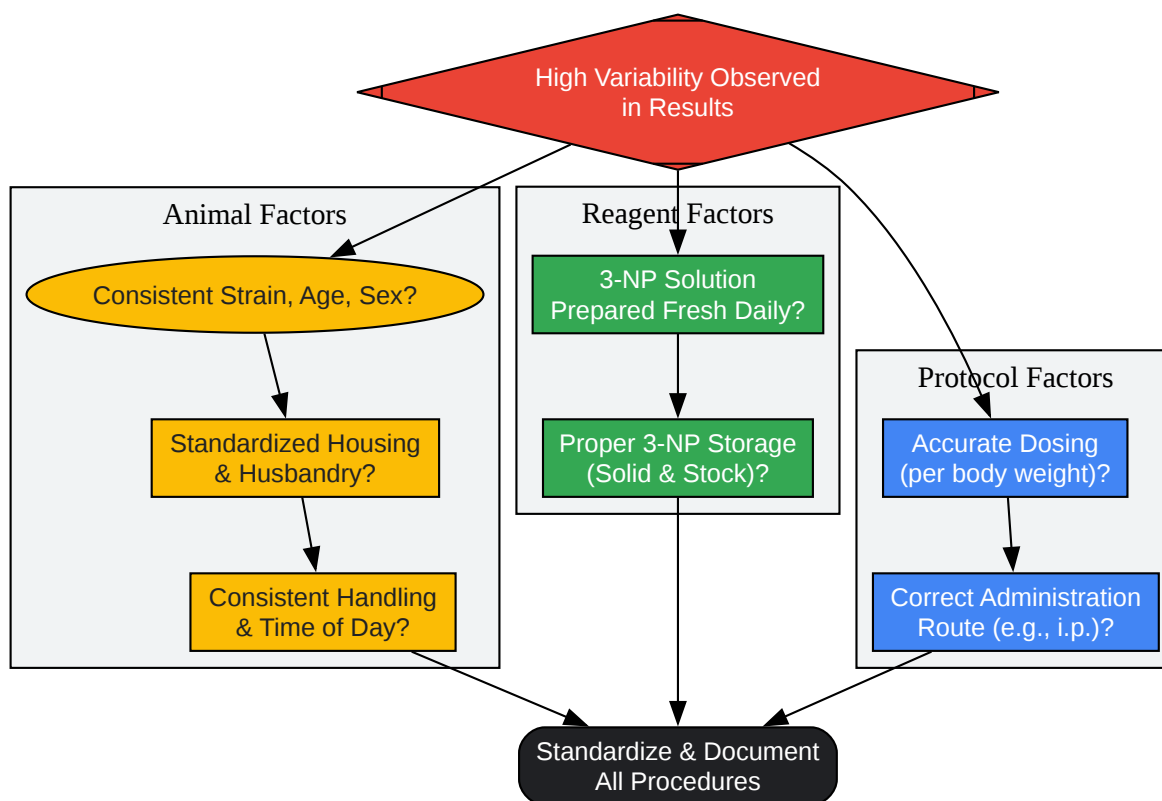 High Variability Observed
in Results
Animal Factors
Consistent Strain, Age, Sex?
Standardized Housing
& Husbandry?
Consistent Handling
& Time of Day?
Reagent Factors
3-NP Solution
Prepared Fresh Daily?
Proper 3-NP Storage
(Solid & Stock)?
Protocol Factors
Accurate Dosing
(per body weight)?
Correct Administration
Route (e.g., i.p.)?
Standardize & Document
All Procedures